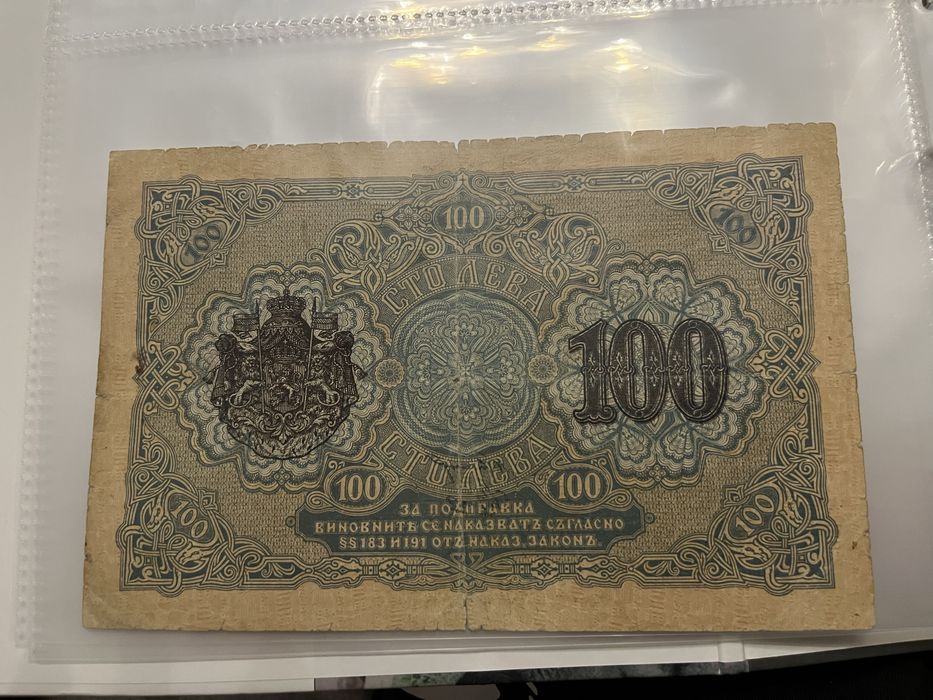 100
100 100
СТО ЛЕВА
100
СТО ЛЕВА
100 100
ЗА ПОДПРАВКА
ВИНОВНИТѢ СЕ НАКАЗВАТЪ СЪГЛАСНО
§§ 183 И 191 ОТЪ НАКАЗ. ЗАКОНЪ.
100 100